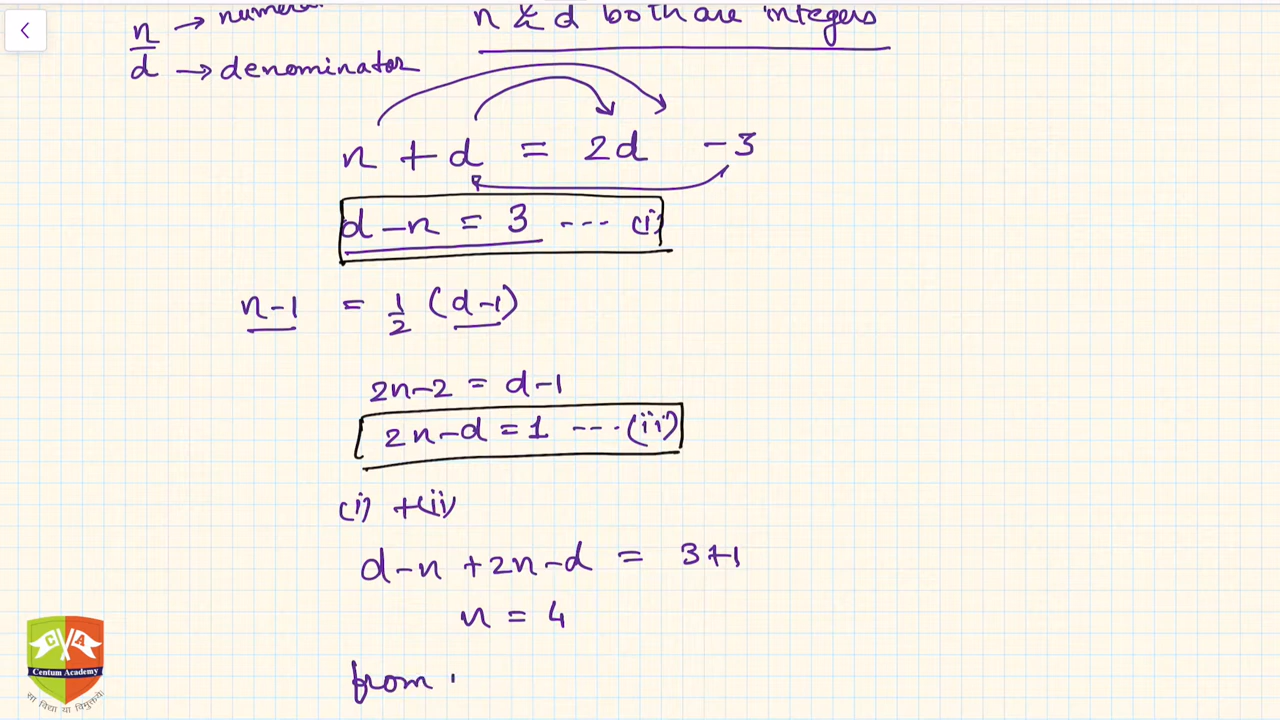 n → numera
n & d both are integers
d → denominator
n + d = 2d - 3
d - n = 3 --- (i)
n - 1 = 1/2 (d - 1)
2n - 2 = d - 1
2n - d = 1 --- (ii)
(i) + (ii)
d - n + 2n - d = 3 + 1
n = 4
from
C A
Centum Academy
सा विद्या या विमुक्तये